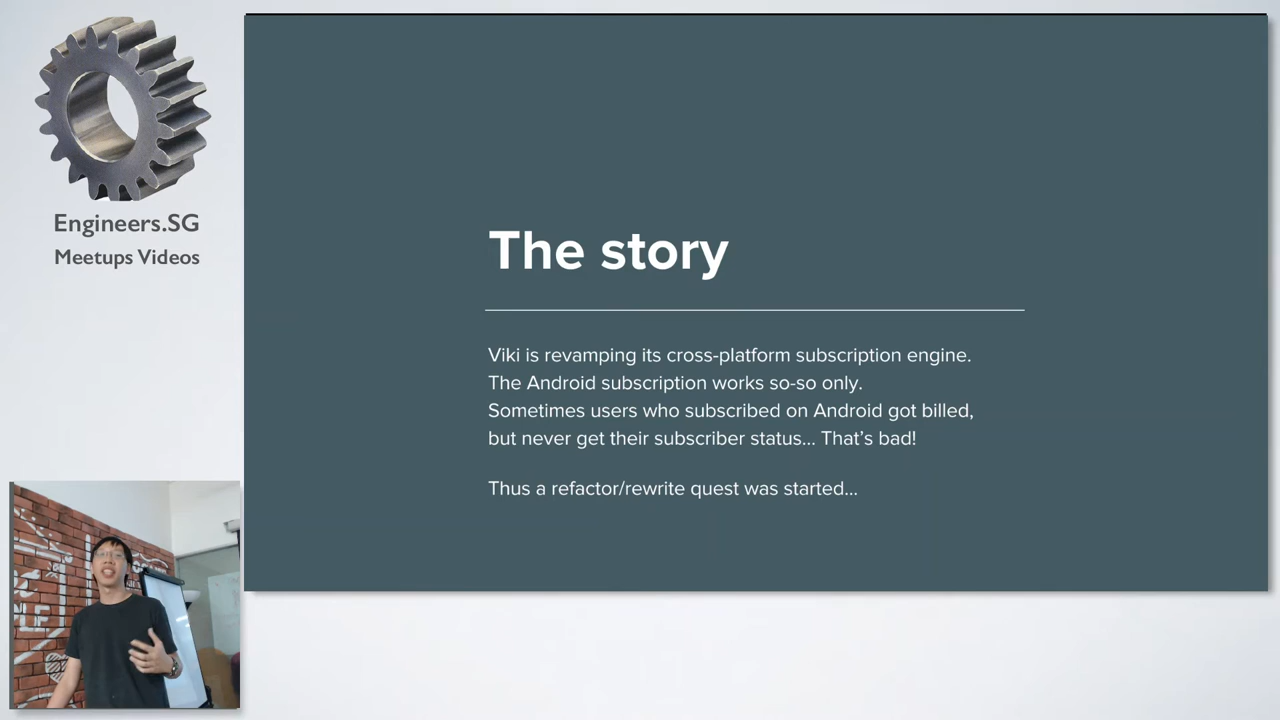 Engineers.SG
Meetups Videos
The story
Viki is revamping its cross-platform subscription engine.
The Android subscription works so-so only.
Sometimes users who subscribed on Android got billed,
but never get their subscriber status... That’s bad!
Thus a refactor/rewrite quest was started...